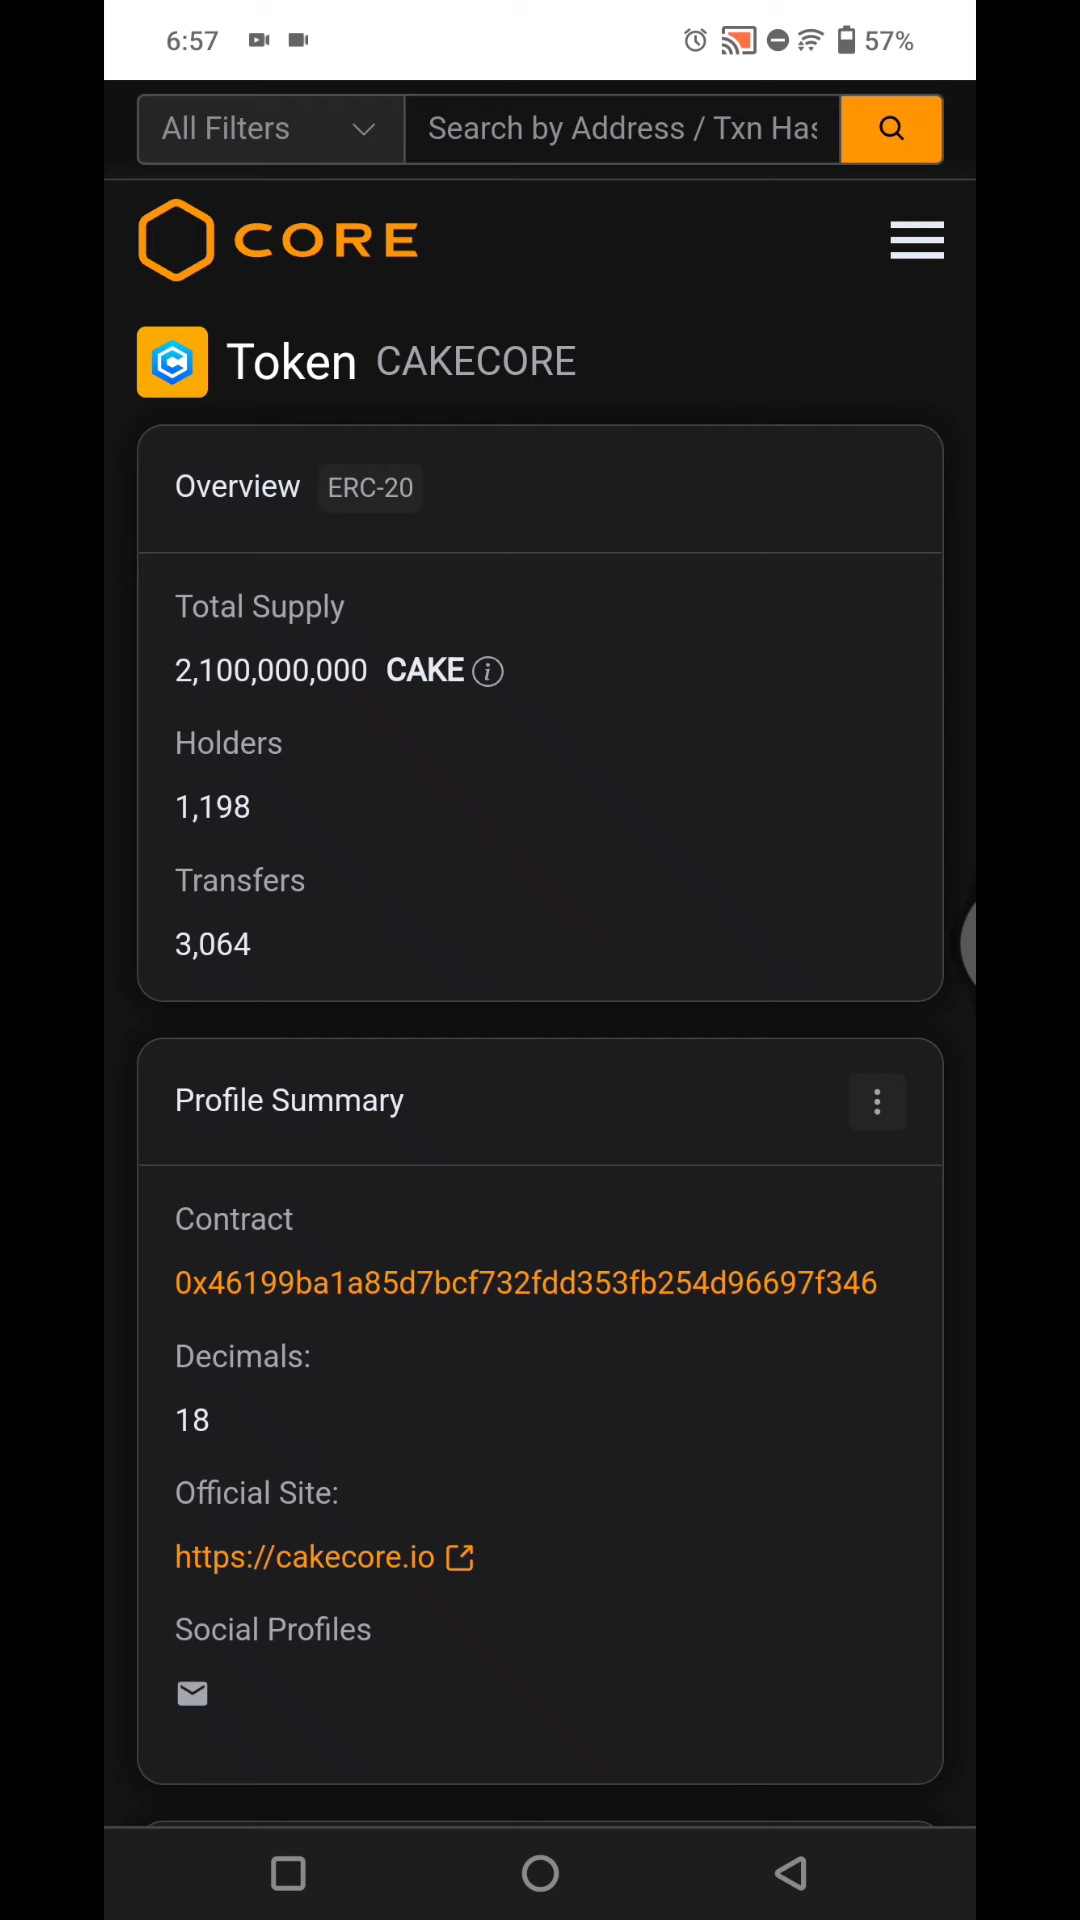 6:57
57%
All Filters
Search by Address / Txn Has
CORE
Token CAKECORE
Overview ERC-20
Total Supply
2,100,000,000 CAKE
Holders
1,198
Transfers
3,064
Profile Summary
Contract
0x46199ba1a85d7bcf732fdd353fb254d96697f346
Decimals:
18
Official Site:
https://cakecore.io
Social Profiles